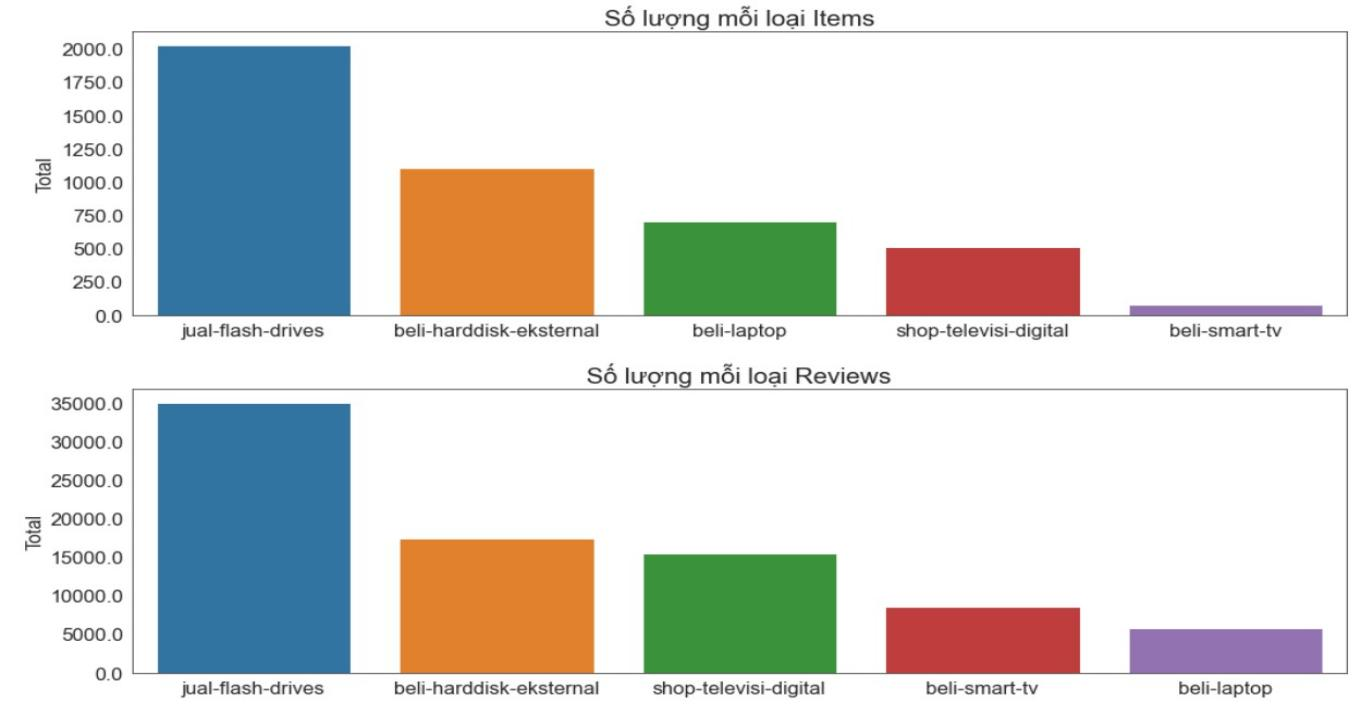 Số lượng mỗi loại Items
2000.0
1750.0
1500.0
1250.0
1000.0
750.0
500.0
250.0
0.0
Total
jual-flash-drives beli-harddisk-eksternal beli-laptop shop-televisi-digital beli-smart-tv
Số lượng mỗi loại Reviews
35000.0
30000.0
25000.0
20000.0
15000.0
10000.0
5000.0
0.0
Total
jual-flash-drives beli-harddisk-eksternal shop-televisi-digital beli-smart-tv beli-laptop